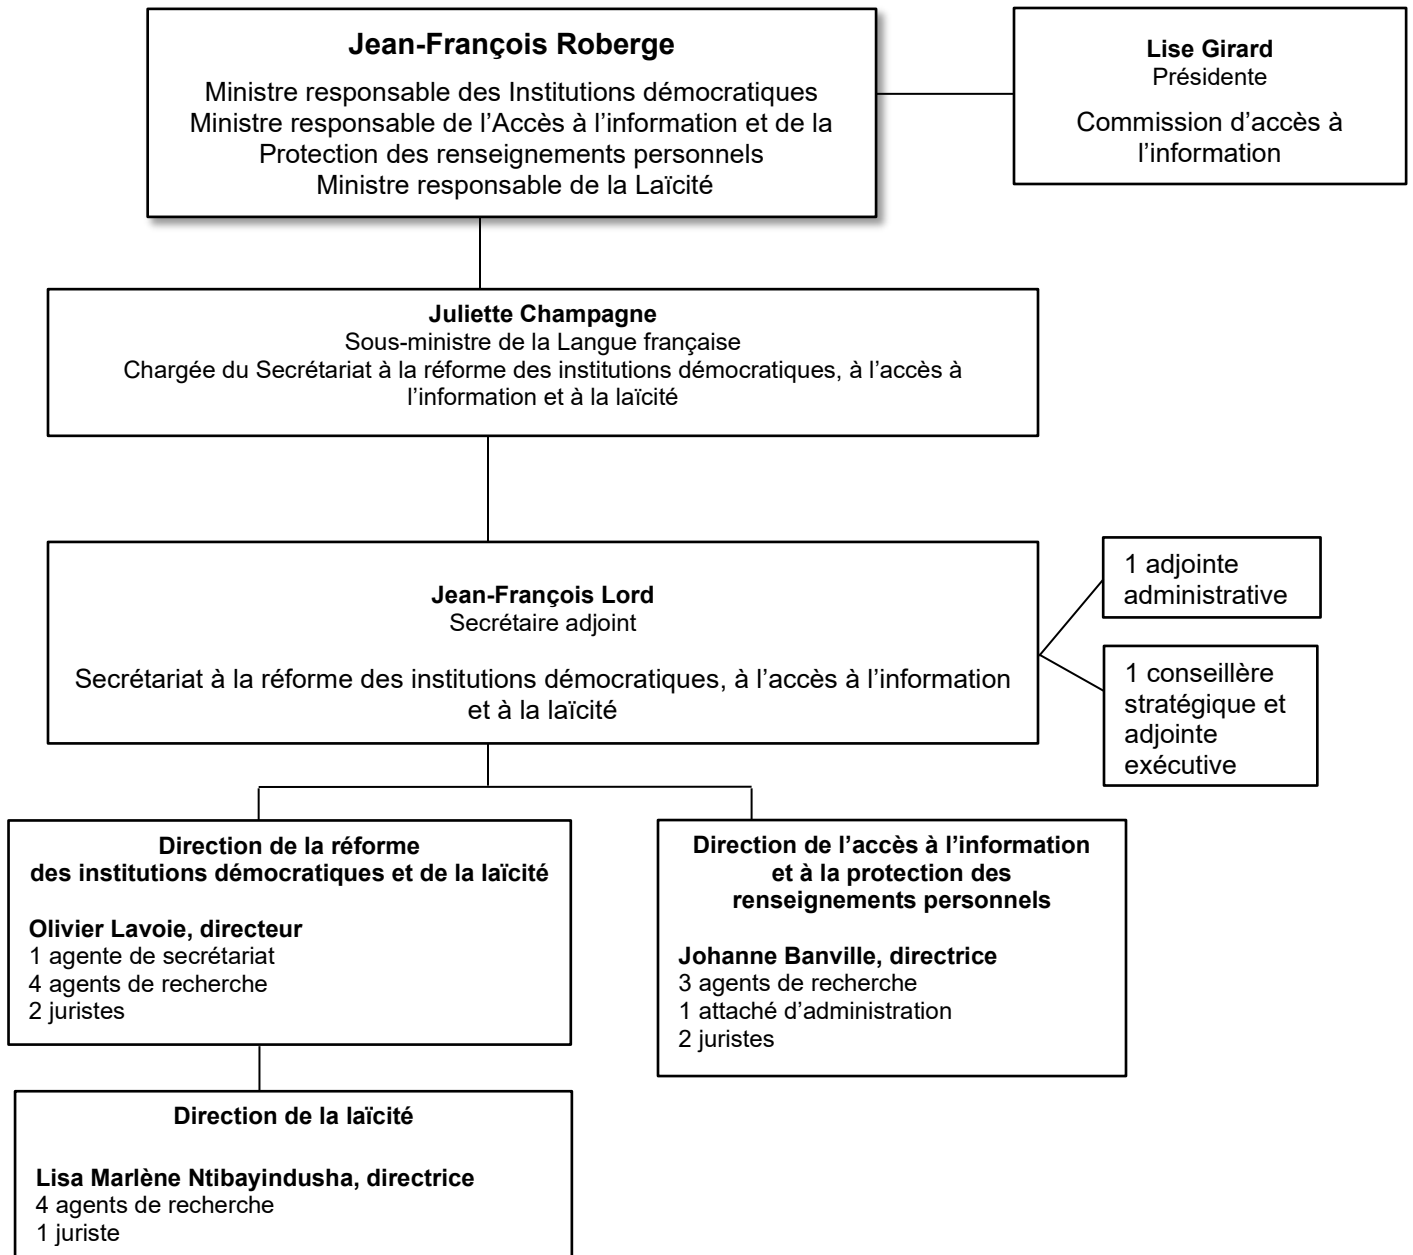 Jean-François Roberge
Ministre responsable des Institutions démocratiques
Ministre responsable de l’Accès à l’information et de la
Protection des renseignements personnels
Ministre responsable de la Laïcité
Lise Girard
Présidente
Commission d’accès à
l’information
Juliette Champagne
Sous-ministre de la Langue française
Chargée du Secrétariat à la réforme des institutions démocratiques, à l’accès à
l’information et à la laïcité
Jean-François Lord
Secrétaire adjoint
Secrétariat à la réforme des institutions démocratiques, à l’accès à l’information
et à la laïcité
1 adjointe
administrative
1 conseillère
stratégique et
adjointe
exécutive
Direction de la réforme
des institutions démocratiques et de la laïcité
Olivier Lavoie, directeur
1 agente de secrétariat
4 agents de recherche
2 juristes
Direction de l’accès à l’information
et à la protection des
renseignements personnels
Johanne Banville, directrice
3 agents de recherche
1 attaché d’administration
2 juristes
Direction de la laïcité
Lisa Marlène Ntibayindusha, directrice
4 agents de recherche
1 juriste